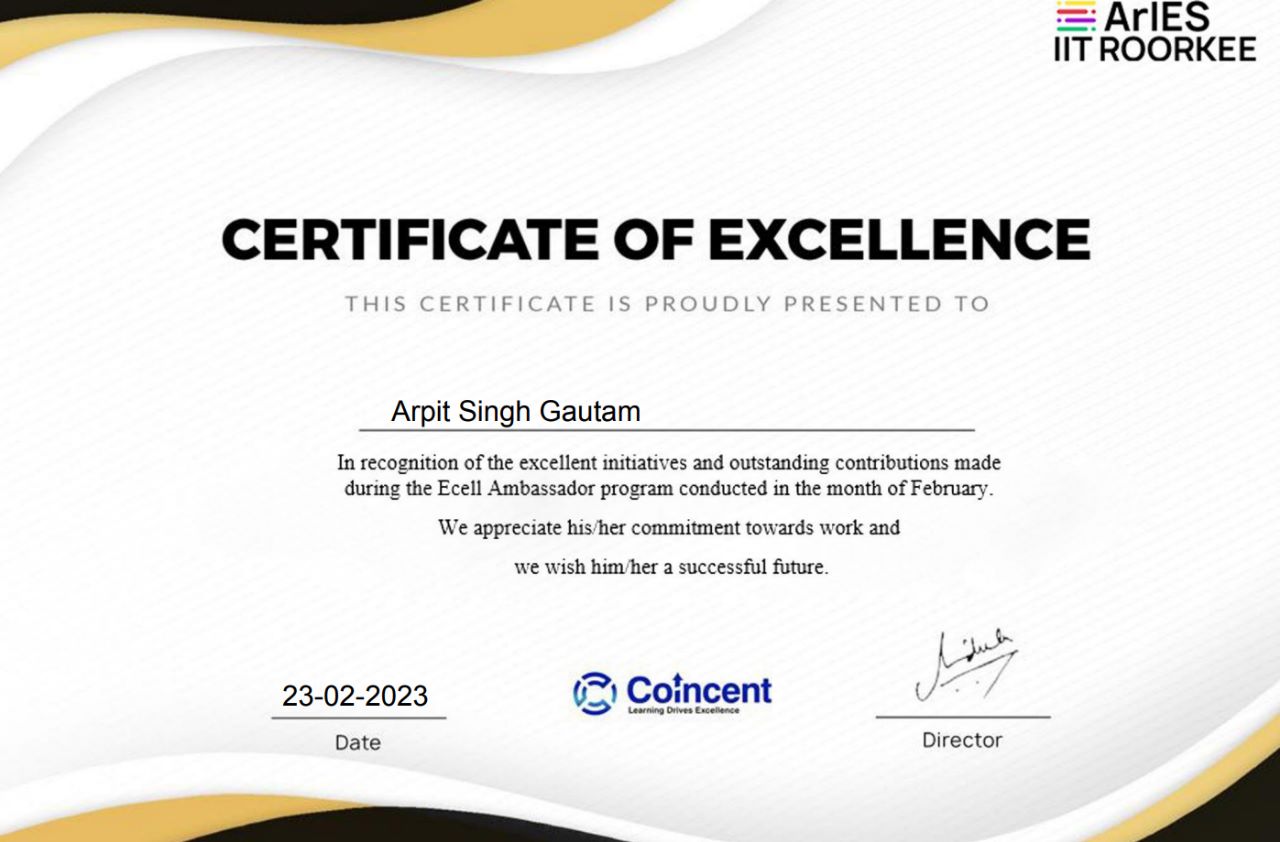 ArIES
IIT ROORKEE
CERTIFICATE OF EXCELLENCE
THIS CERTIFICATE IS PROUDLY PRESENTED TO
Arpit Singh Gautam
In recognition of the excellent initiatives and outstanding contributions made
during the Ecell Ambassador program conducted in the month of February.
We appreciate his/her commitment towards work and
we wish him/her a successful future.
23-02-2023
Date
Coincent
Learning Drives Excellence
Director